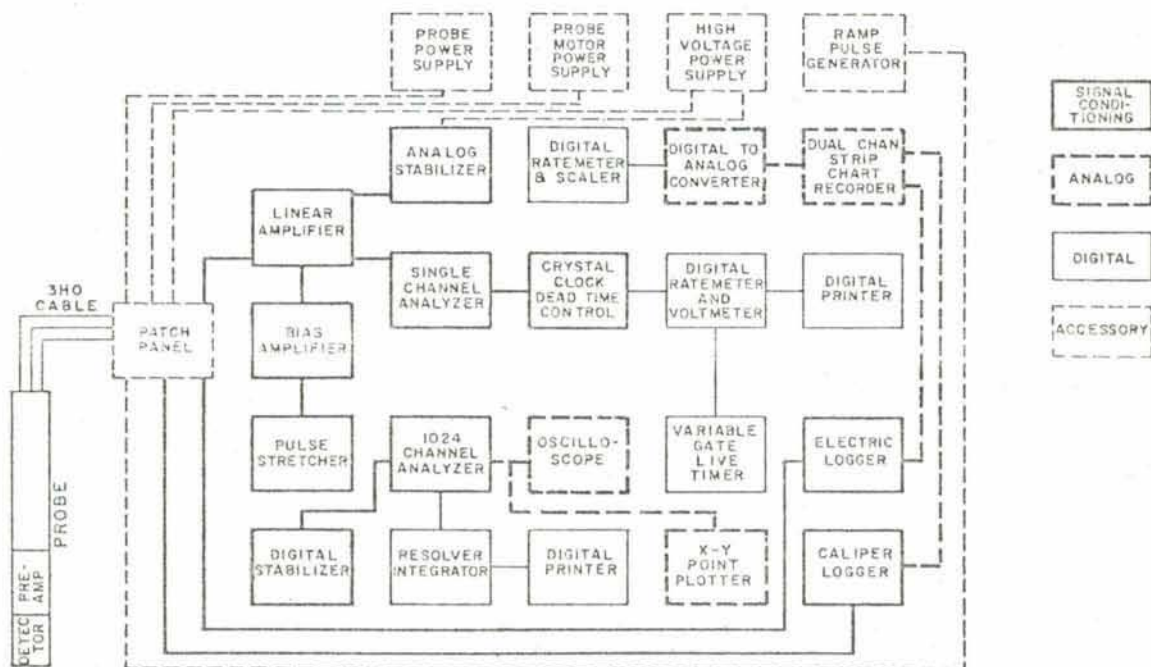 PROBE
POWER
SUPPLY
PROBE
MOTOR
POWER
SUPPLY
HIGH
VOLTAGE
POWER
SUPPLY
RAMP
PULSE
GENERATOR
SIGNAL
CONDI-
TIONING
ANALOG
STABILIZER
DIGITAL
RATEMETER
& SCALER
DIGITAL TO
ANALOG
CONVERTER
DUAL CHAN
STRIP
CHART
RECORDER
ANALOG
LINEAR
AMPLIFIER
SINGLE
CHANNEL
ANALYZER
CRYSTAL
CLOCK
DEAD TIME
CONTROL
DIGITAL
RATEMETER
AND
VOLTMETER
DIGITAL
PRINTER
DIGITAL
3HO
CABLE
PATCH
PANEL
BIAS
AMPLIFIER
ACCESSORY
PULSE
STRETCHER
1024
CHANNEL
ANALYZER
OSCILLO-
SCOPE
VARIABLE
GATE
LIVE
TIMER
ELECTRIC
LOGGER
PROBE
DIGITAL
STABILIZER
RESOLVER
INTEGRATOR
DIGITAL
PRINTER
X-Y
POINT
PLOTTER
CALIPER
LOGGER
PRE-
AMP
DETEC
TOR